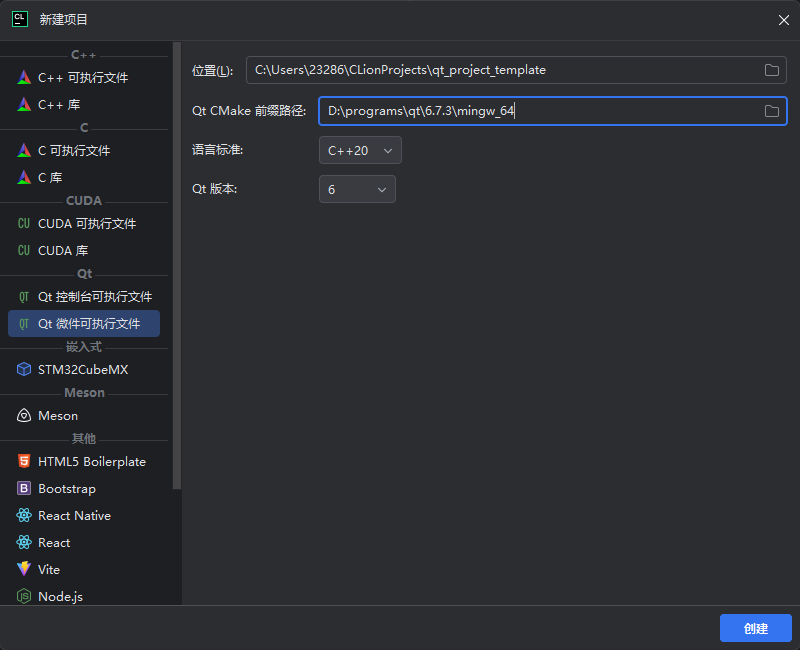 CL 新建项目
C++
C++ 可执行文件
C++ 库
C
C 可执行文件
C 库
CUDA
CU CUDA 可执行文件
CU CUDA 库
Qt
QT Qt 控制台可执行文件
QT Qt 微件可执行文件
嵌入式
STM32CubeMX
Meson
Meson
其他
5 HTML5 Boilerplate
B Bootstrap
React Native
React
Vite
JS Node.js
位置(L): C:\Users\23286\CLionProjects\qt_project_template
Qt CMake 前缀路径: D:\programs\qt\6.7.3\mingw_64
语言标准: C++20
Qt 版本: 6
创建